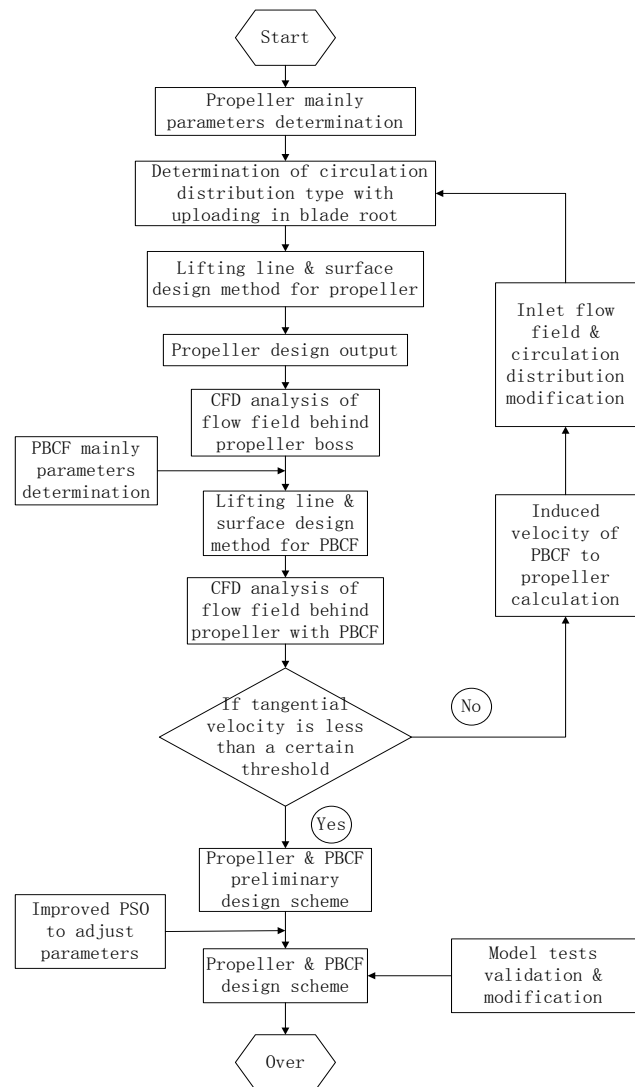 Start
Propeller mainly
parameters determination
Determination of circulation
distribution type with
uploading in blade root
Lifting line & surface
design method for propeller
Propeller design output
CFD analysis of
flow field behind
propeller boss
PBCF mainly
parameters
determination
Lifting line &
surface design
method for PBCF
CFD analysis of
flow field behind
propeller with PBCF
If tangential
velocity is less
than a certain
threshold
No
Induced
velocity of
PBCF to
propeller
calculation
Inlet flow
field &
circulation
distribution
modification
Yes
Propeller & PBCF
preliminary
design scheme
Improved PSO
to adjust
parameters
Propeller & PBCF
design scheme
Model tests
validation &
modification
Over